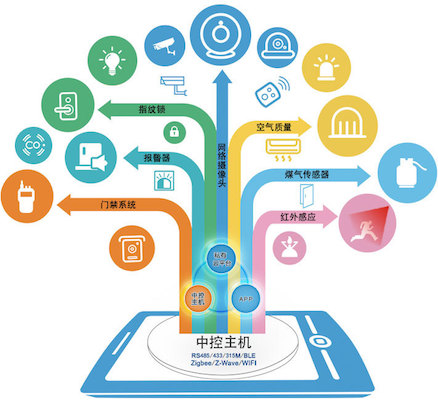 指纹锁
空气质量
CO₂
报警器
网络摄像头
煤气传感器
门禁系统
红外感应
私有
云平台
中控
主机
APP
中控主机
RS485/433/315M/BLE
Zigbee/Z-Wave/WIFI